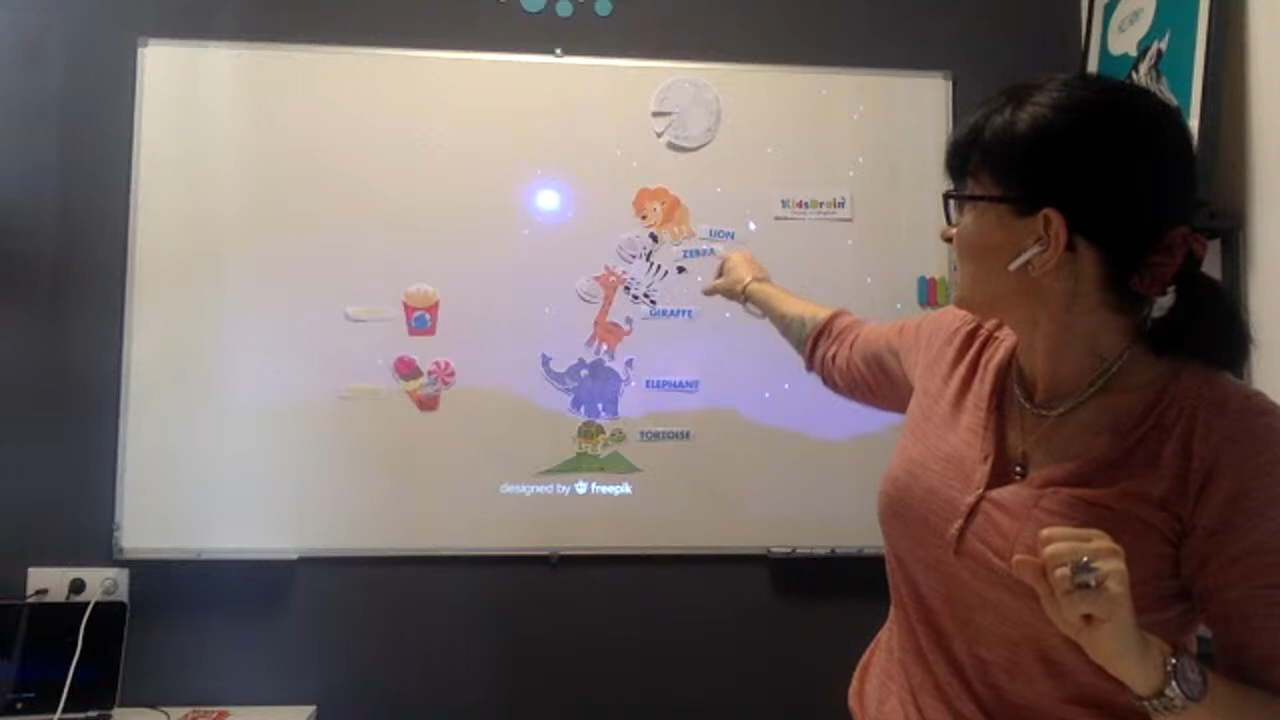 KidsBrain
LION
ZEBRA
GIRAFFE
ELEPHANT
TORTOISE
designed by freepik